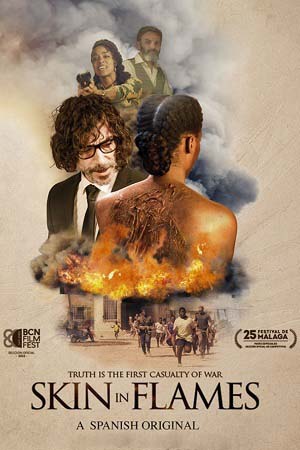 BCN
FILM
FEST
25 FESTIVAL
DE MÁLAGA
TRUTH IS THE FIRST CASUALTY OF WAR
SKIN IN FLAMES
A SPANISH ORIGINAL